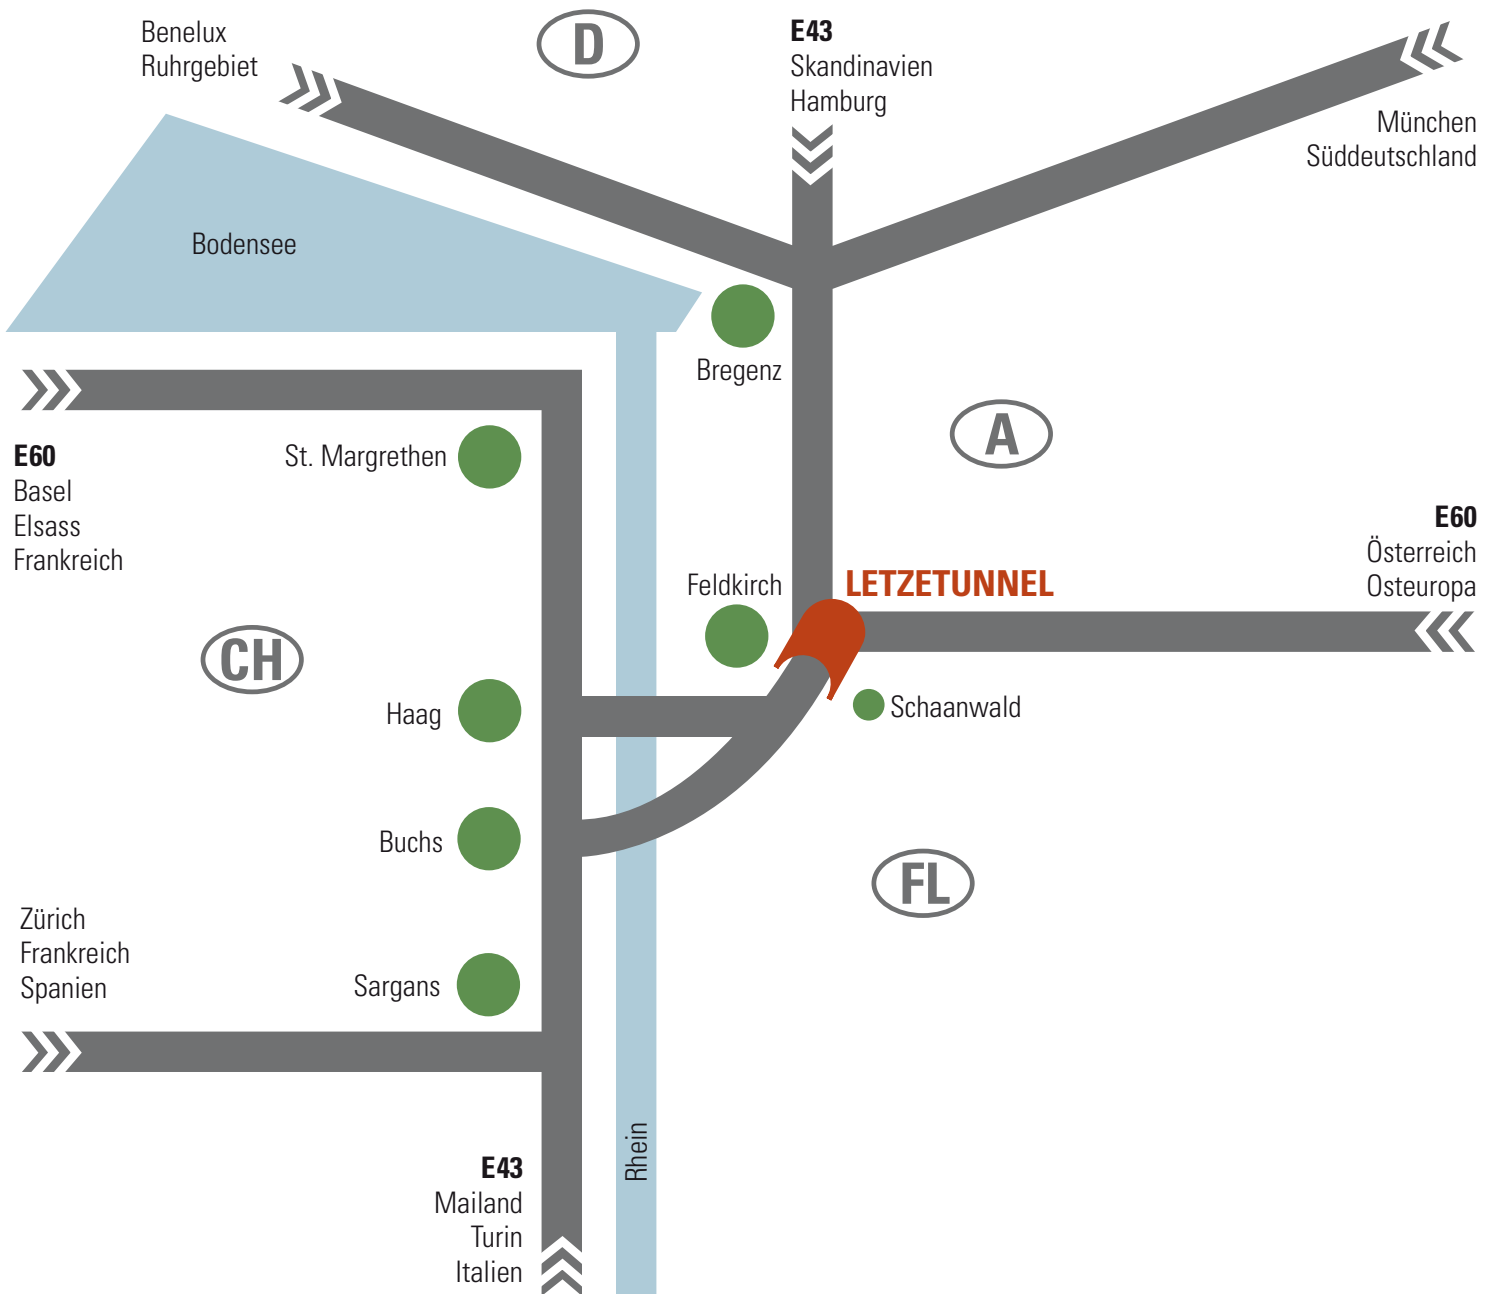 Benelux
Ruhrgebiet
D
E43
Skandinavien
Hamburg
München
Süddeutschland
Bodensee
Bregenz
A
E60
Basel
Elsass
Frankreich
St. Margrethen
E60
Österreich
Osteuropa
Feldkirch
LETZETUNNEL
CH
Haag
Schaanwald
Buchs
FL
Zürich
Frankreich
Spanien
Sargans
Rhein
E43
Mailand
Turin
Italien